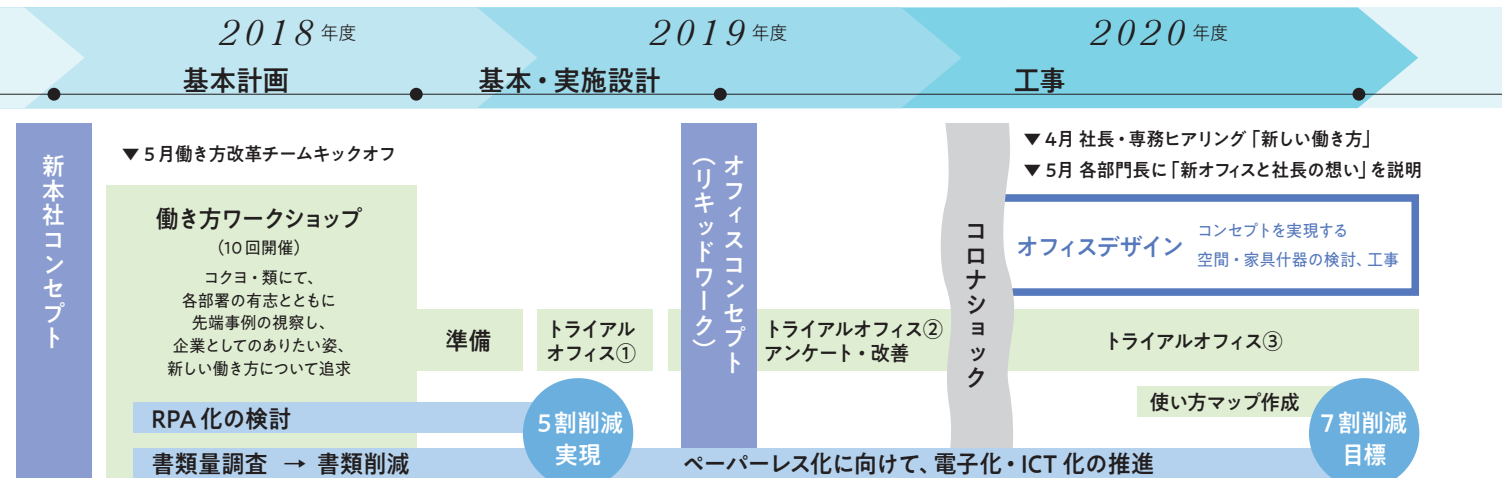 2018年度
2019年度
2020年度
基本計画
基本・実施設計
工事
新本社コンセプト
▼5月働き方改革チームキックオフ
働き方ワークショップ
(10回開催)
コクヨ・類にて、
各部署の有志とともに
先端事例の視察し、
企業としてのありたい姿、
新しい働き方について追求
準備
トライアル
オフィス①
オフィスコンセプト
(リキッドワーク)
トライアルオフィス②
アンケート・改善
コロナショック
▼4月 社長・専務ヒアリング「新しい働き方」
▼5月 各部門長に「新オフィスと社長の想い」を説明
オフィスデザイン
コンセプトを実現する
空間・家具什器の検討、工事
トライアルオフィス③
使い方マップ作成
RPA化の検討
5割削減
実現
7割削減
目標
書類量調査 → 書類削減
ペーパーレス化に向けて、電子化・ICT化の推進